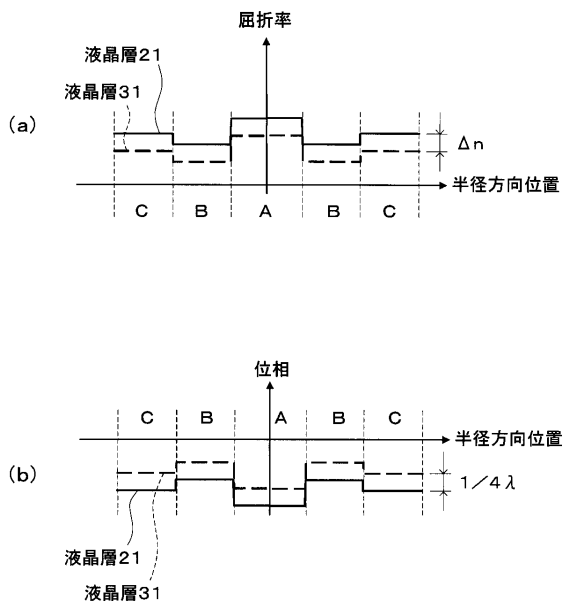 屈折率
液晶層21
液晶層31
(a)
Δn
半径方向位置
C B A B C
位相
C B A B C
半径方向位置
(b)
1/4λ
液晶層21
液晶層31